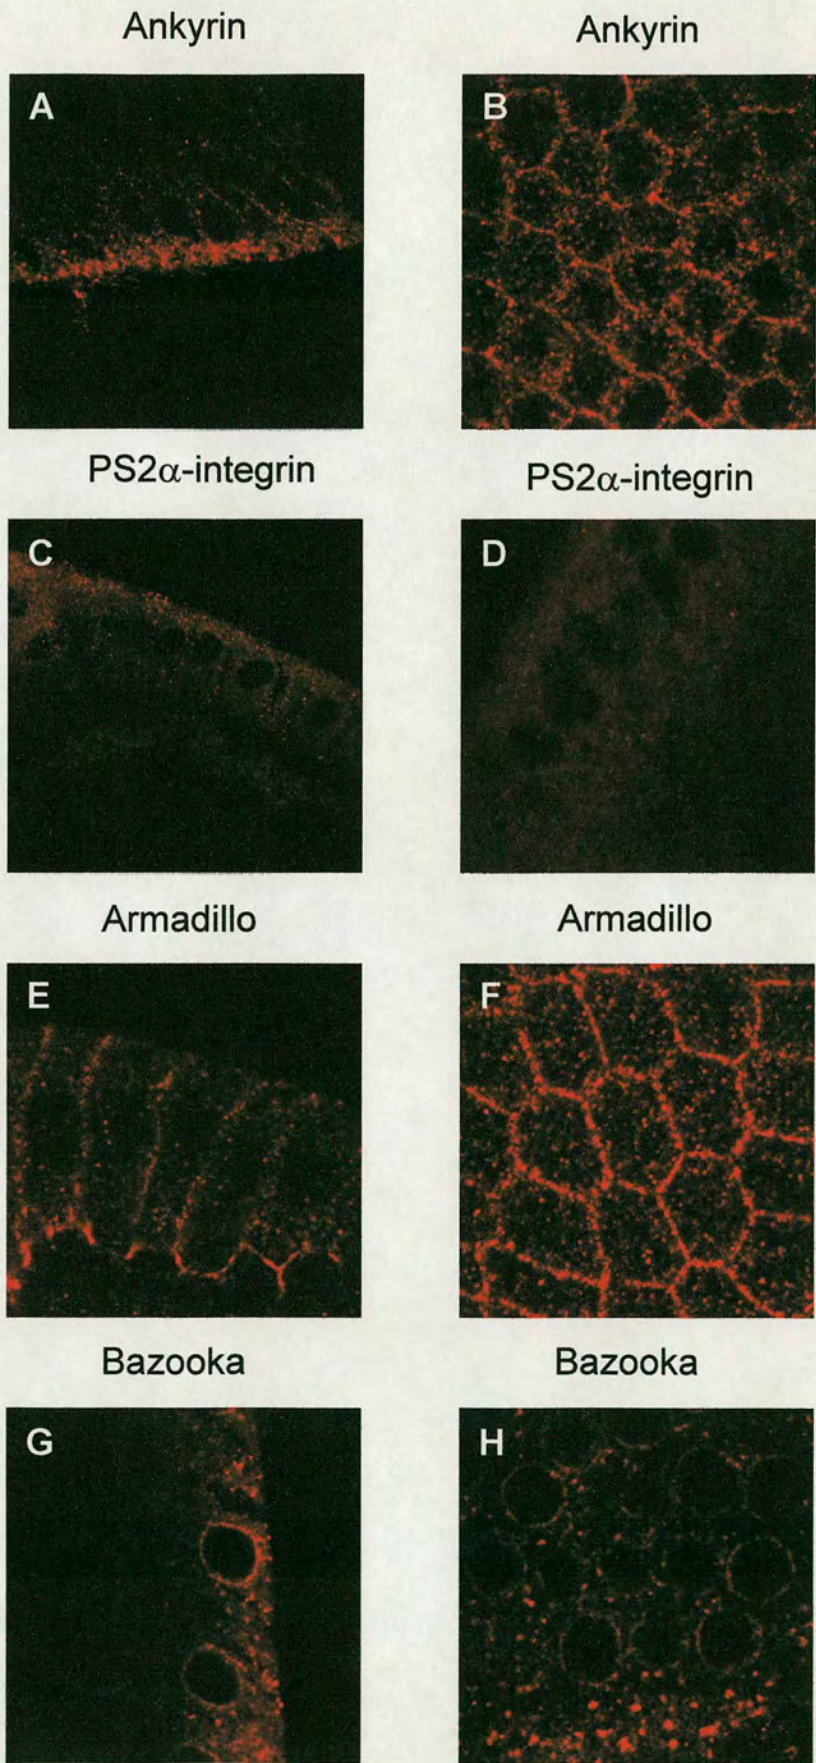 Ankyrin
Ankyrin
A
B
PS2α-integrin
PS2α-integrin
C
D
Armadillo
Armadillo
E
F
Bazooka
Bazooka
G
H